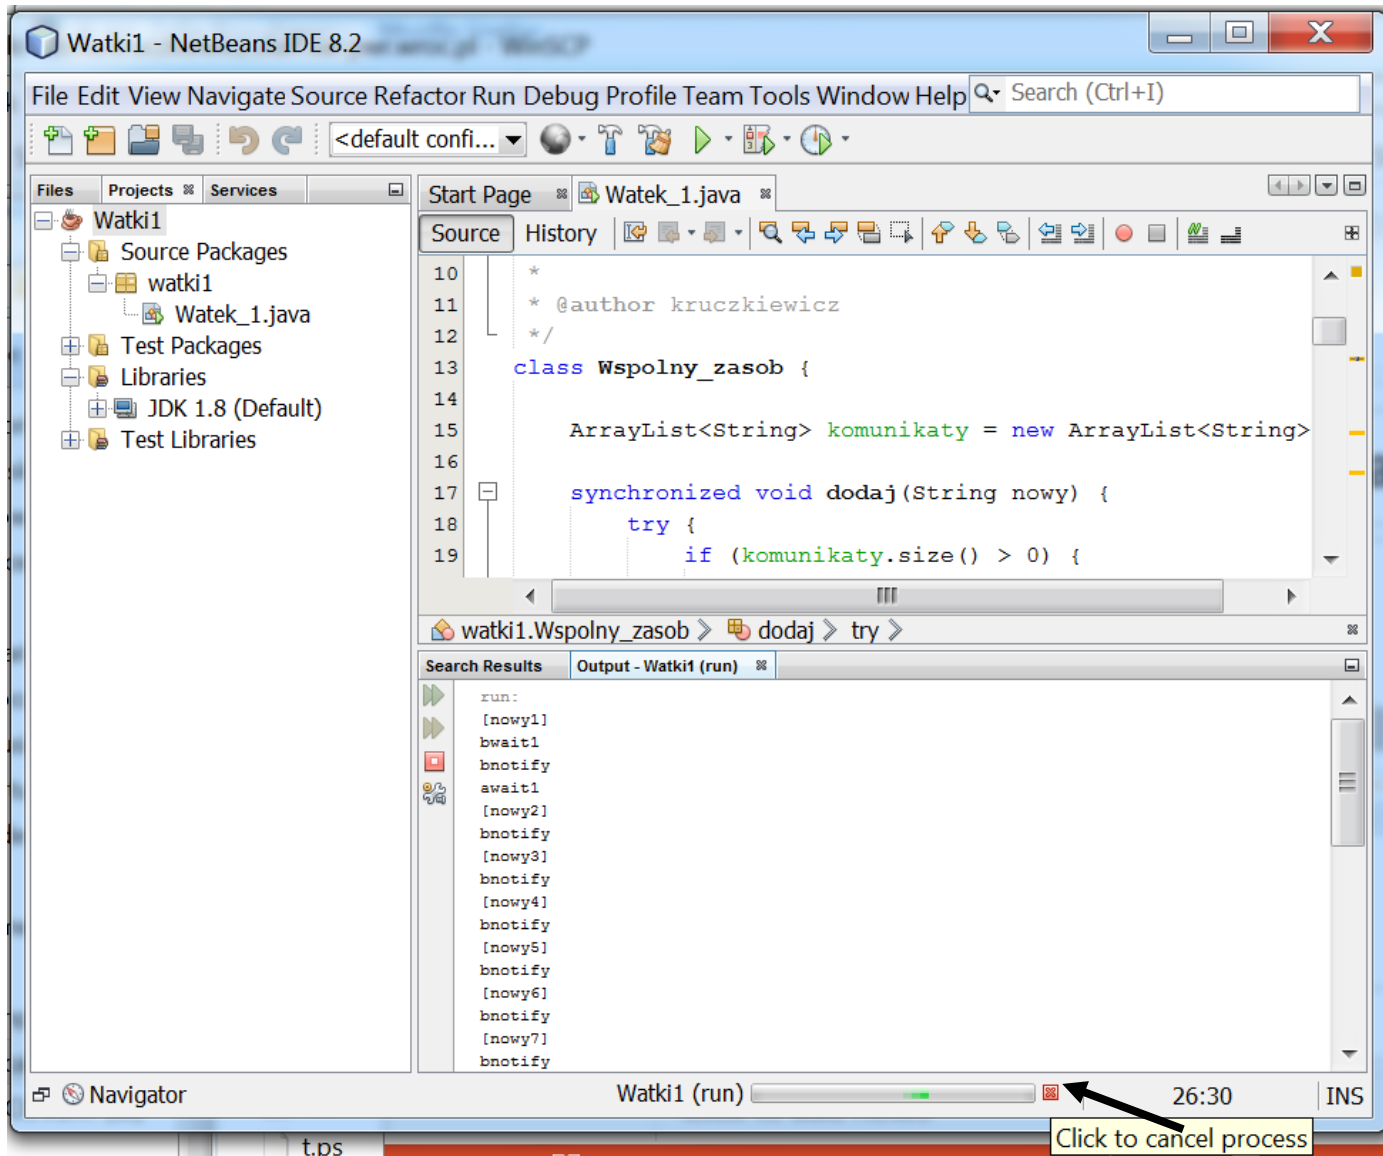 Watki1 - NetBeans IDE 8.2
File Edit View Navigate Source Refactor Run Debug Profile Team Tools Window Help
Search (Ctrl+I)
<default confi...
Files Projects Services
Watki1
Source Packages
watki1
Watek_1.java
Test Packages
Libraries
JDK 1.8 (Default)
Test Libraries
Start Page Watek_1.java
Source History
10 *
11 * @author kruczkiewicz
12 */
13 class Wspolny_zasob {
14
15 ArrayList<String> komunikaty = new ArrayList<String>
16
17 synchronized void dodaj(String nowy) {
18 try {
19 if (komunikaty.size() > 0) {
watki1.Wspolny_zasob dodaj try
Search Results Output - Watki1 (run)
run:
[nowy1]
bwait1
bnotify
await1
[nowy2]
bnotify
[nowy3]
bnotify
[nowy4]
bnotify
[nowy5]
bnotify
[nowy6]
bnotify
[nowy7]
bnotify
Navigator
Watki1 (run)
26:30
INS
Click to cancel process
t.ps